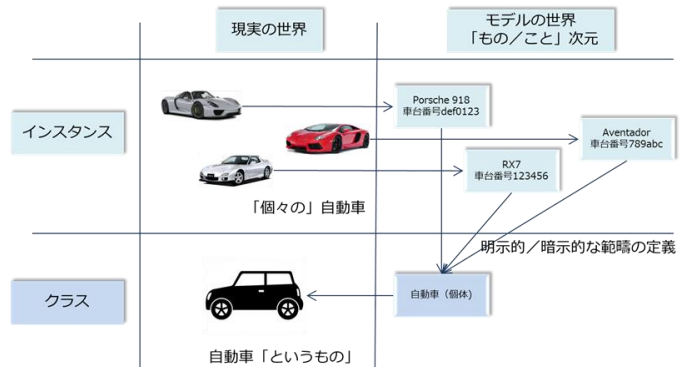 現実の世界
モデルの世界
「もの／こと」次元
インスタンス
Porsche 918
車台番号def0123
Aventador
車台番号789abc
RX7
車台番号123456
「個々の」自動車
明示的／暗示的な範疇の定義
クラス
自動車（個体)
自動車「というもの」